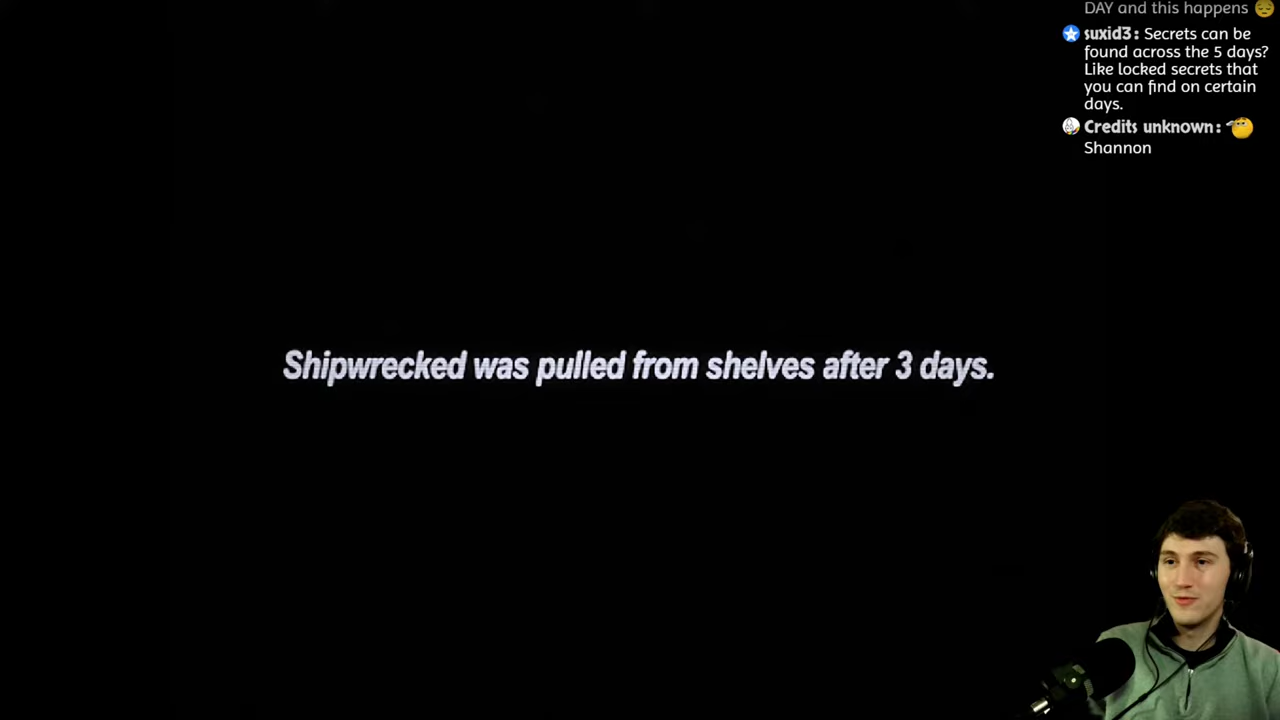 DAY and this happens
suxid3: Secrets can be
found across the 5 days?
Like locked secrets that
you can find on certain
days.
Credits unknown:
Shannon
Shipwrecked was pulled from shelves after 3 days.